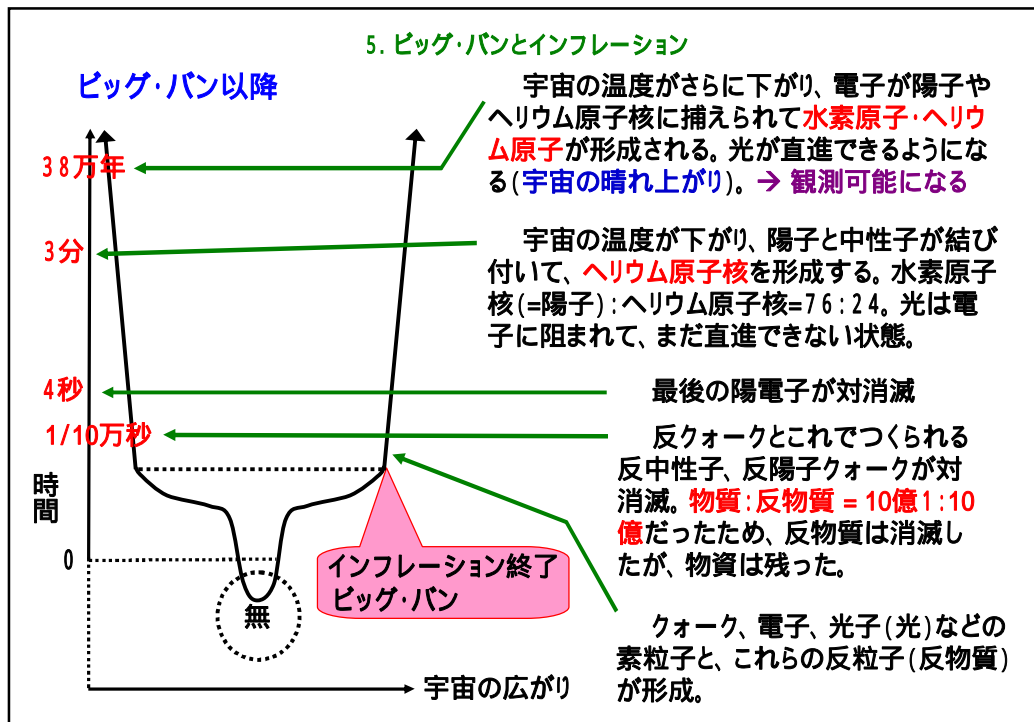 5. ビッグ・バンとインフレーション
ビッグ・バン以降
宇宙の温度がさらに下がり、電子が陽子や
ヘリウム原子核に捕えられて水素原子・ヘリウ
ム原子が形成される。光が直進できるようにな
る(宇宙の晴れ上がり)。→ 観測可能になる
38万年
宇宙の温度が下がり、陽子と中性子が結び
付いて、ヘリウム原子核を形成する。水素原子
核(=陽子):ヘリウム原子核=76:24。光は電
子に阻まれて、まだ直進できない状態。
3分
4秒
最後の陽電子が対消滅
1/10万秒
反クォークとこれでつくられる
反中性子、反陽子クォークが対
消滅。物質:反物質 = 10億1:10
億だったため、反物質は消滅し
たが、物資は残った。
時間
0
インフレーション終了
ビッグ・バン
無
クォーク、電子、光子(光)などの
素粒子と、これらの反粒子(反物質)
が形成。
宇宙の広がり